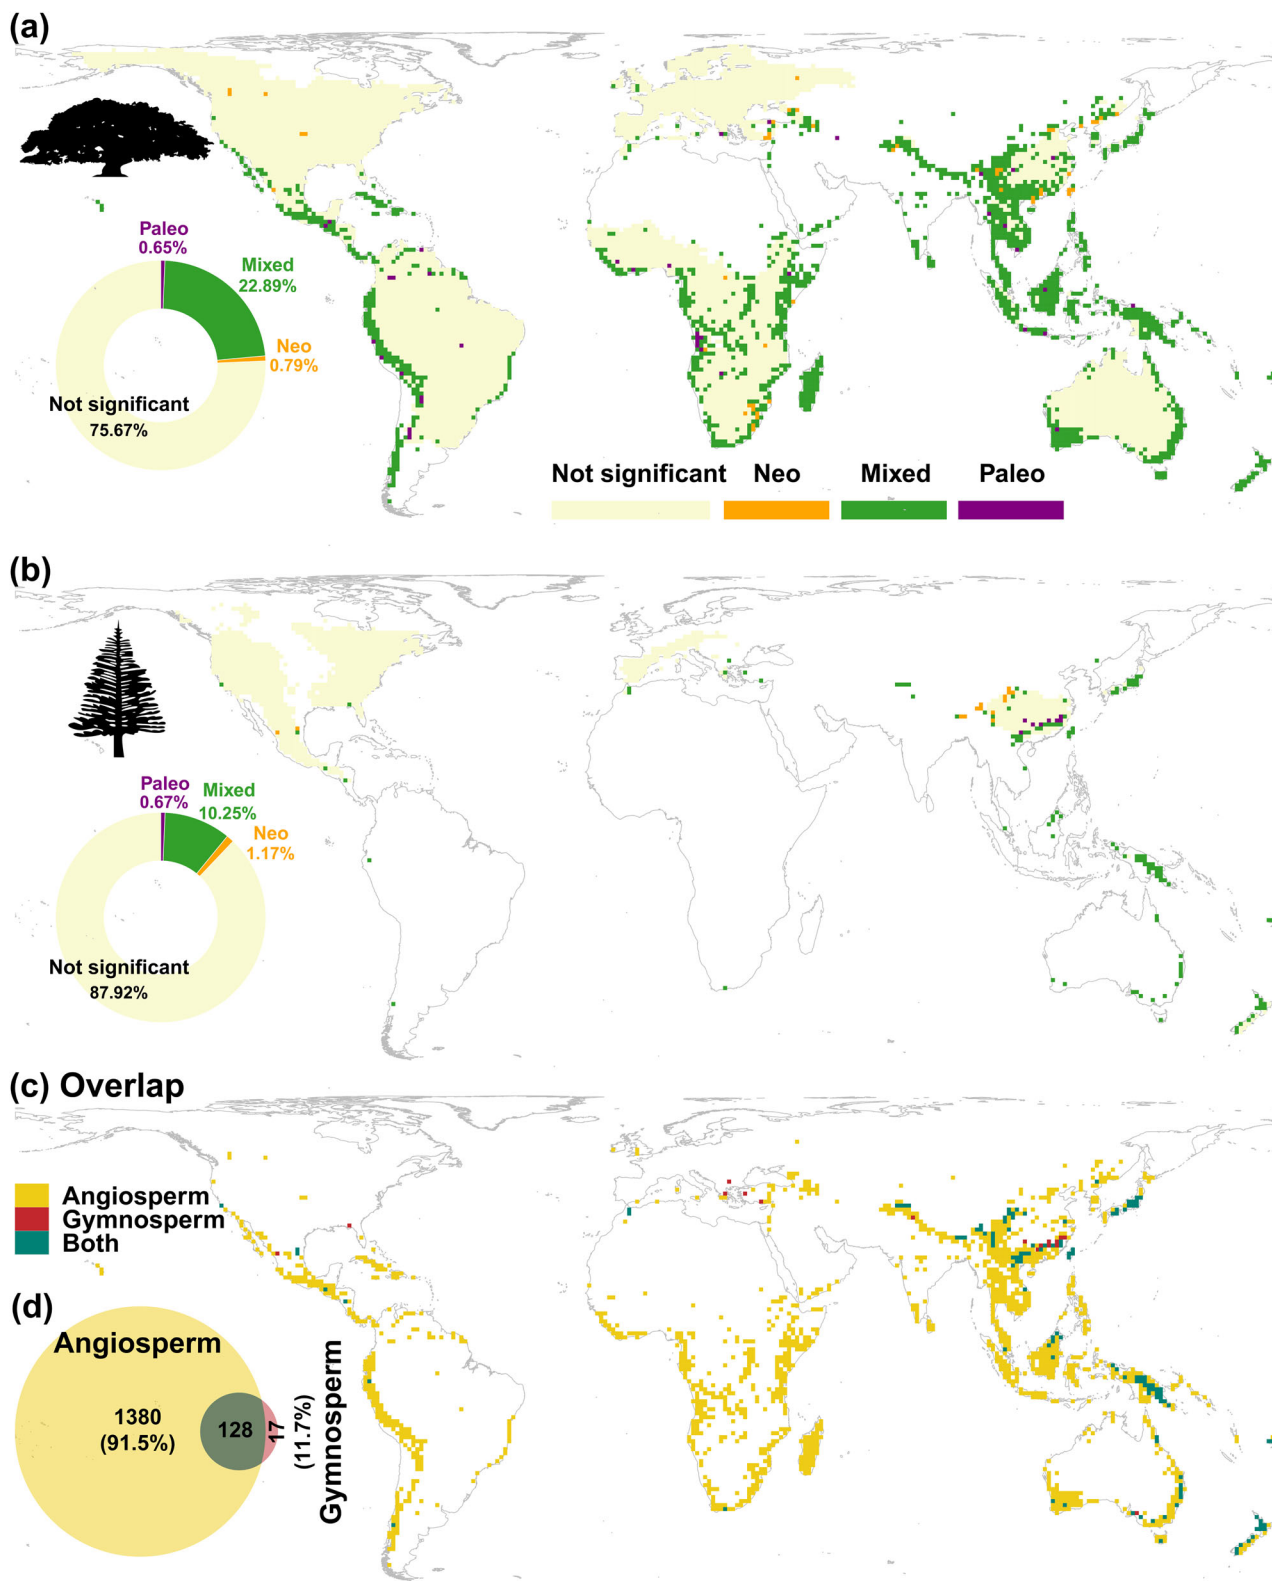 (a)
Paleo
0.65%
Mixed
22.89%
Neo
0.79%
Not significant
75.67%
Not significant Neo Mixed Paleo
(b)
Paleo
0.67%
Mixed
10.25%
Neo
1.17%
Not significant
87.92%
(c) Overlap
Angiosperm
Gymnosperm
Both
(d)
Angiosperm
1380
(91.5%)
128
17
(11.7%)
Gymnosperm